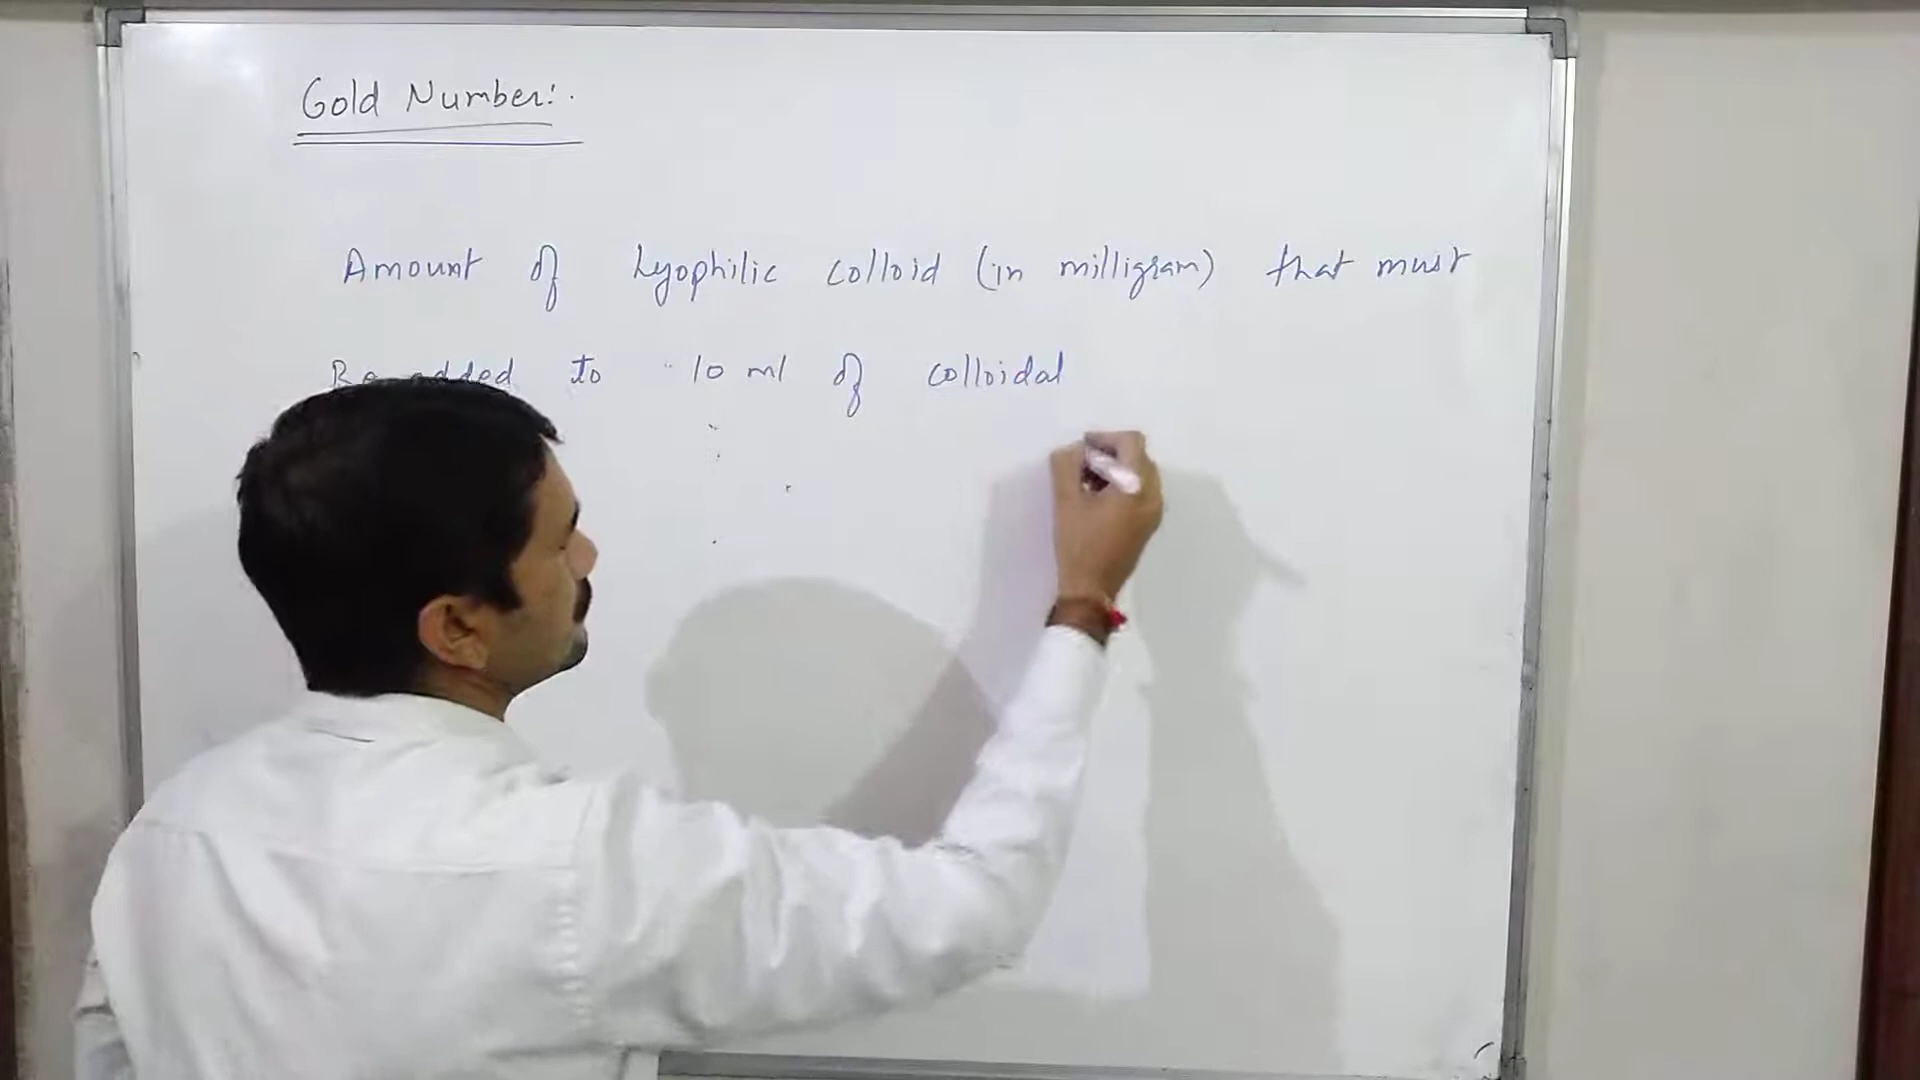 Gold Number:.
Amount of Lyophilic colloid (in milligram) that must
Be added to 10 ml of colloidal